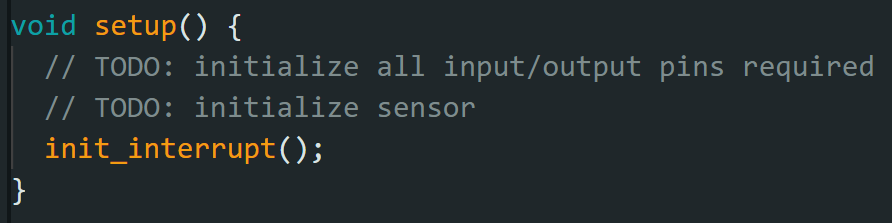 void setup() {
  // TODO: initialize all input/output pins required
  // TODO: initialize sensor
  init_interrupt();
}